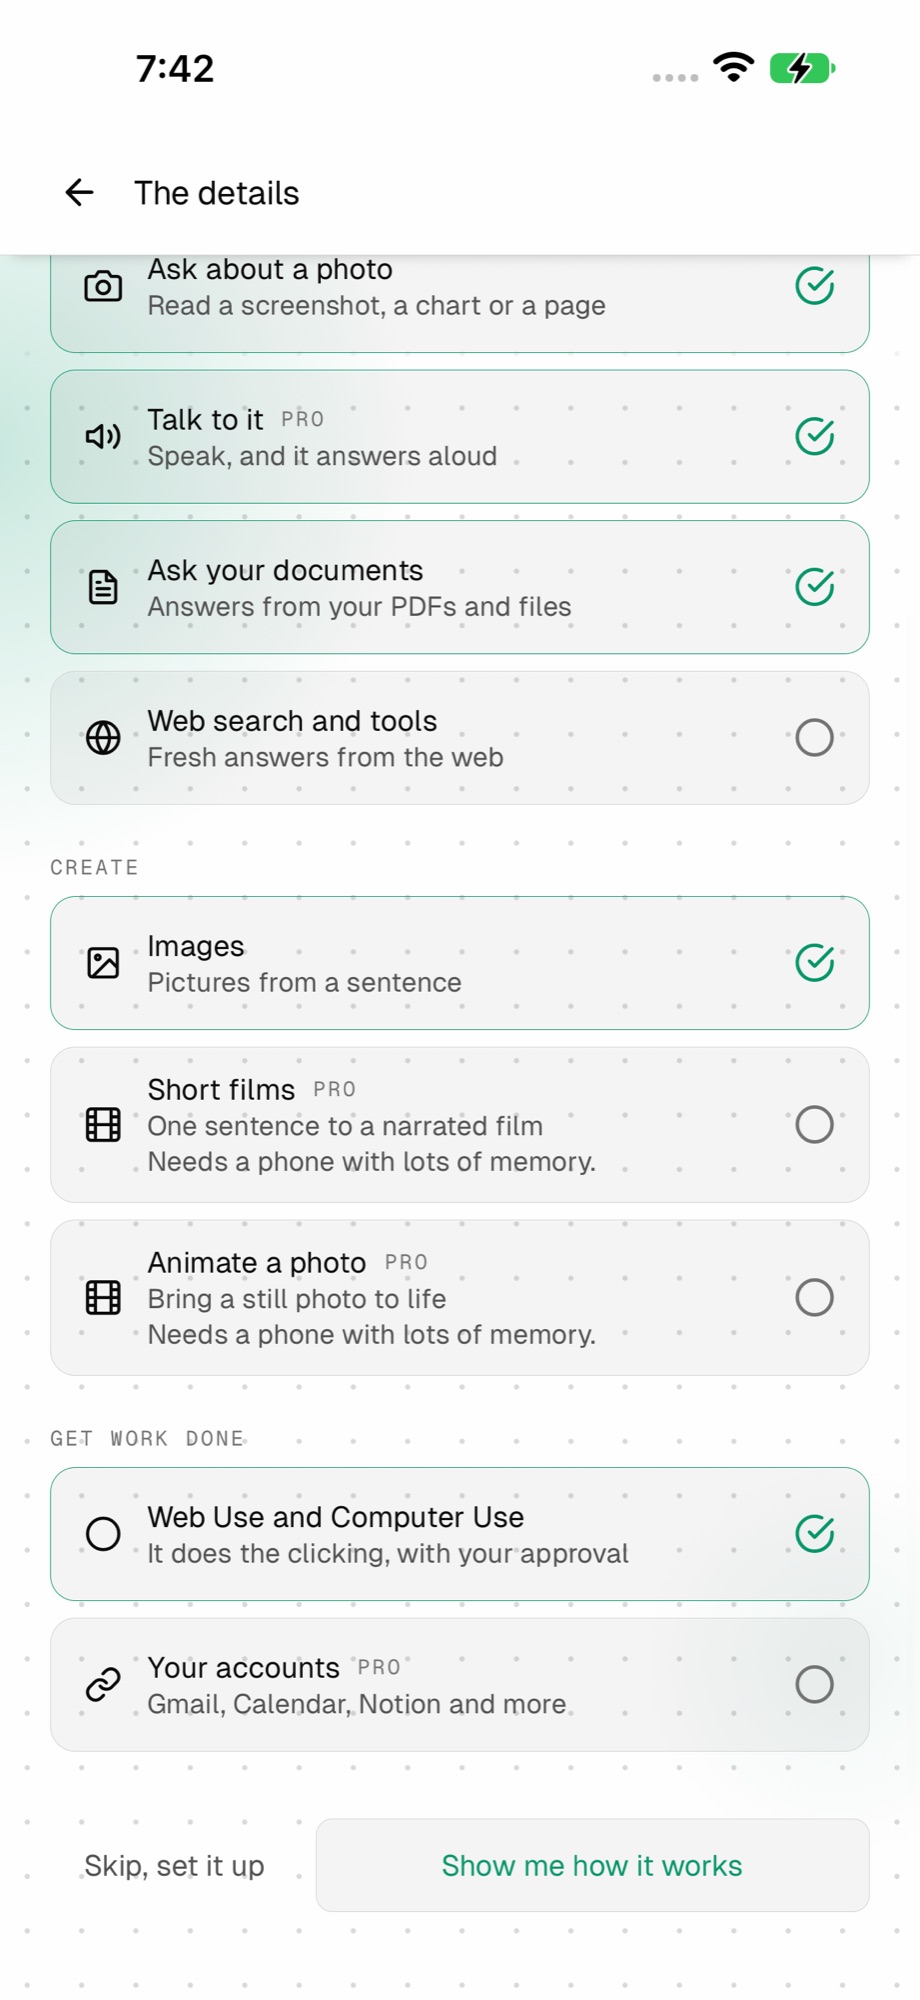 7:42
The details
Ask about a photo
Read a screenshot, a chart or a page
Talk to it PRO
Speak, and it answers aloud
Ask your documents
Answers from your PDFs and files
Web search and tools
Fresh answers from the web
CREATE
Images
Pictures from a sentence
Short films PRO
One sentence to a narrated film
Needs a phone with lots of memory.
Animate a photo PRO
Bring a still photo to life
Needs a phone with lots of memory.
GET WORK DONE
Web Use and Computer Use
It does the clicking, with your approval
Your accounts PRO
Gmail, Calendar, Notion and more
Skip, set it up
Show me how it works